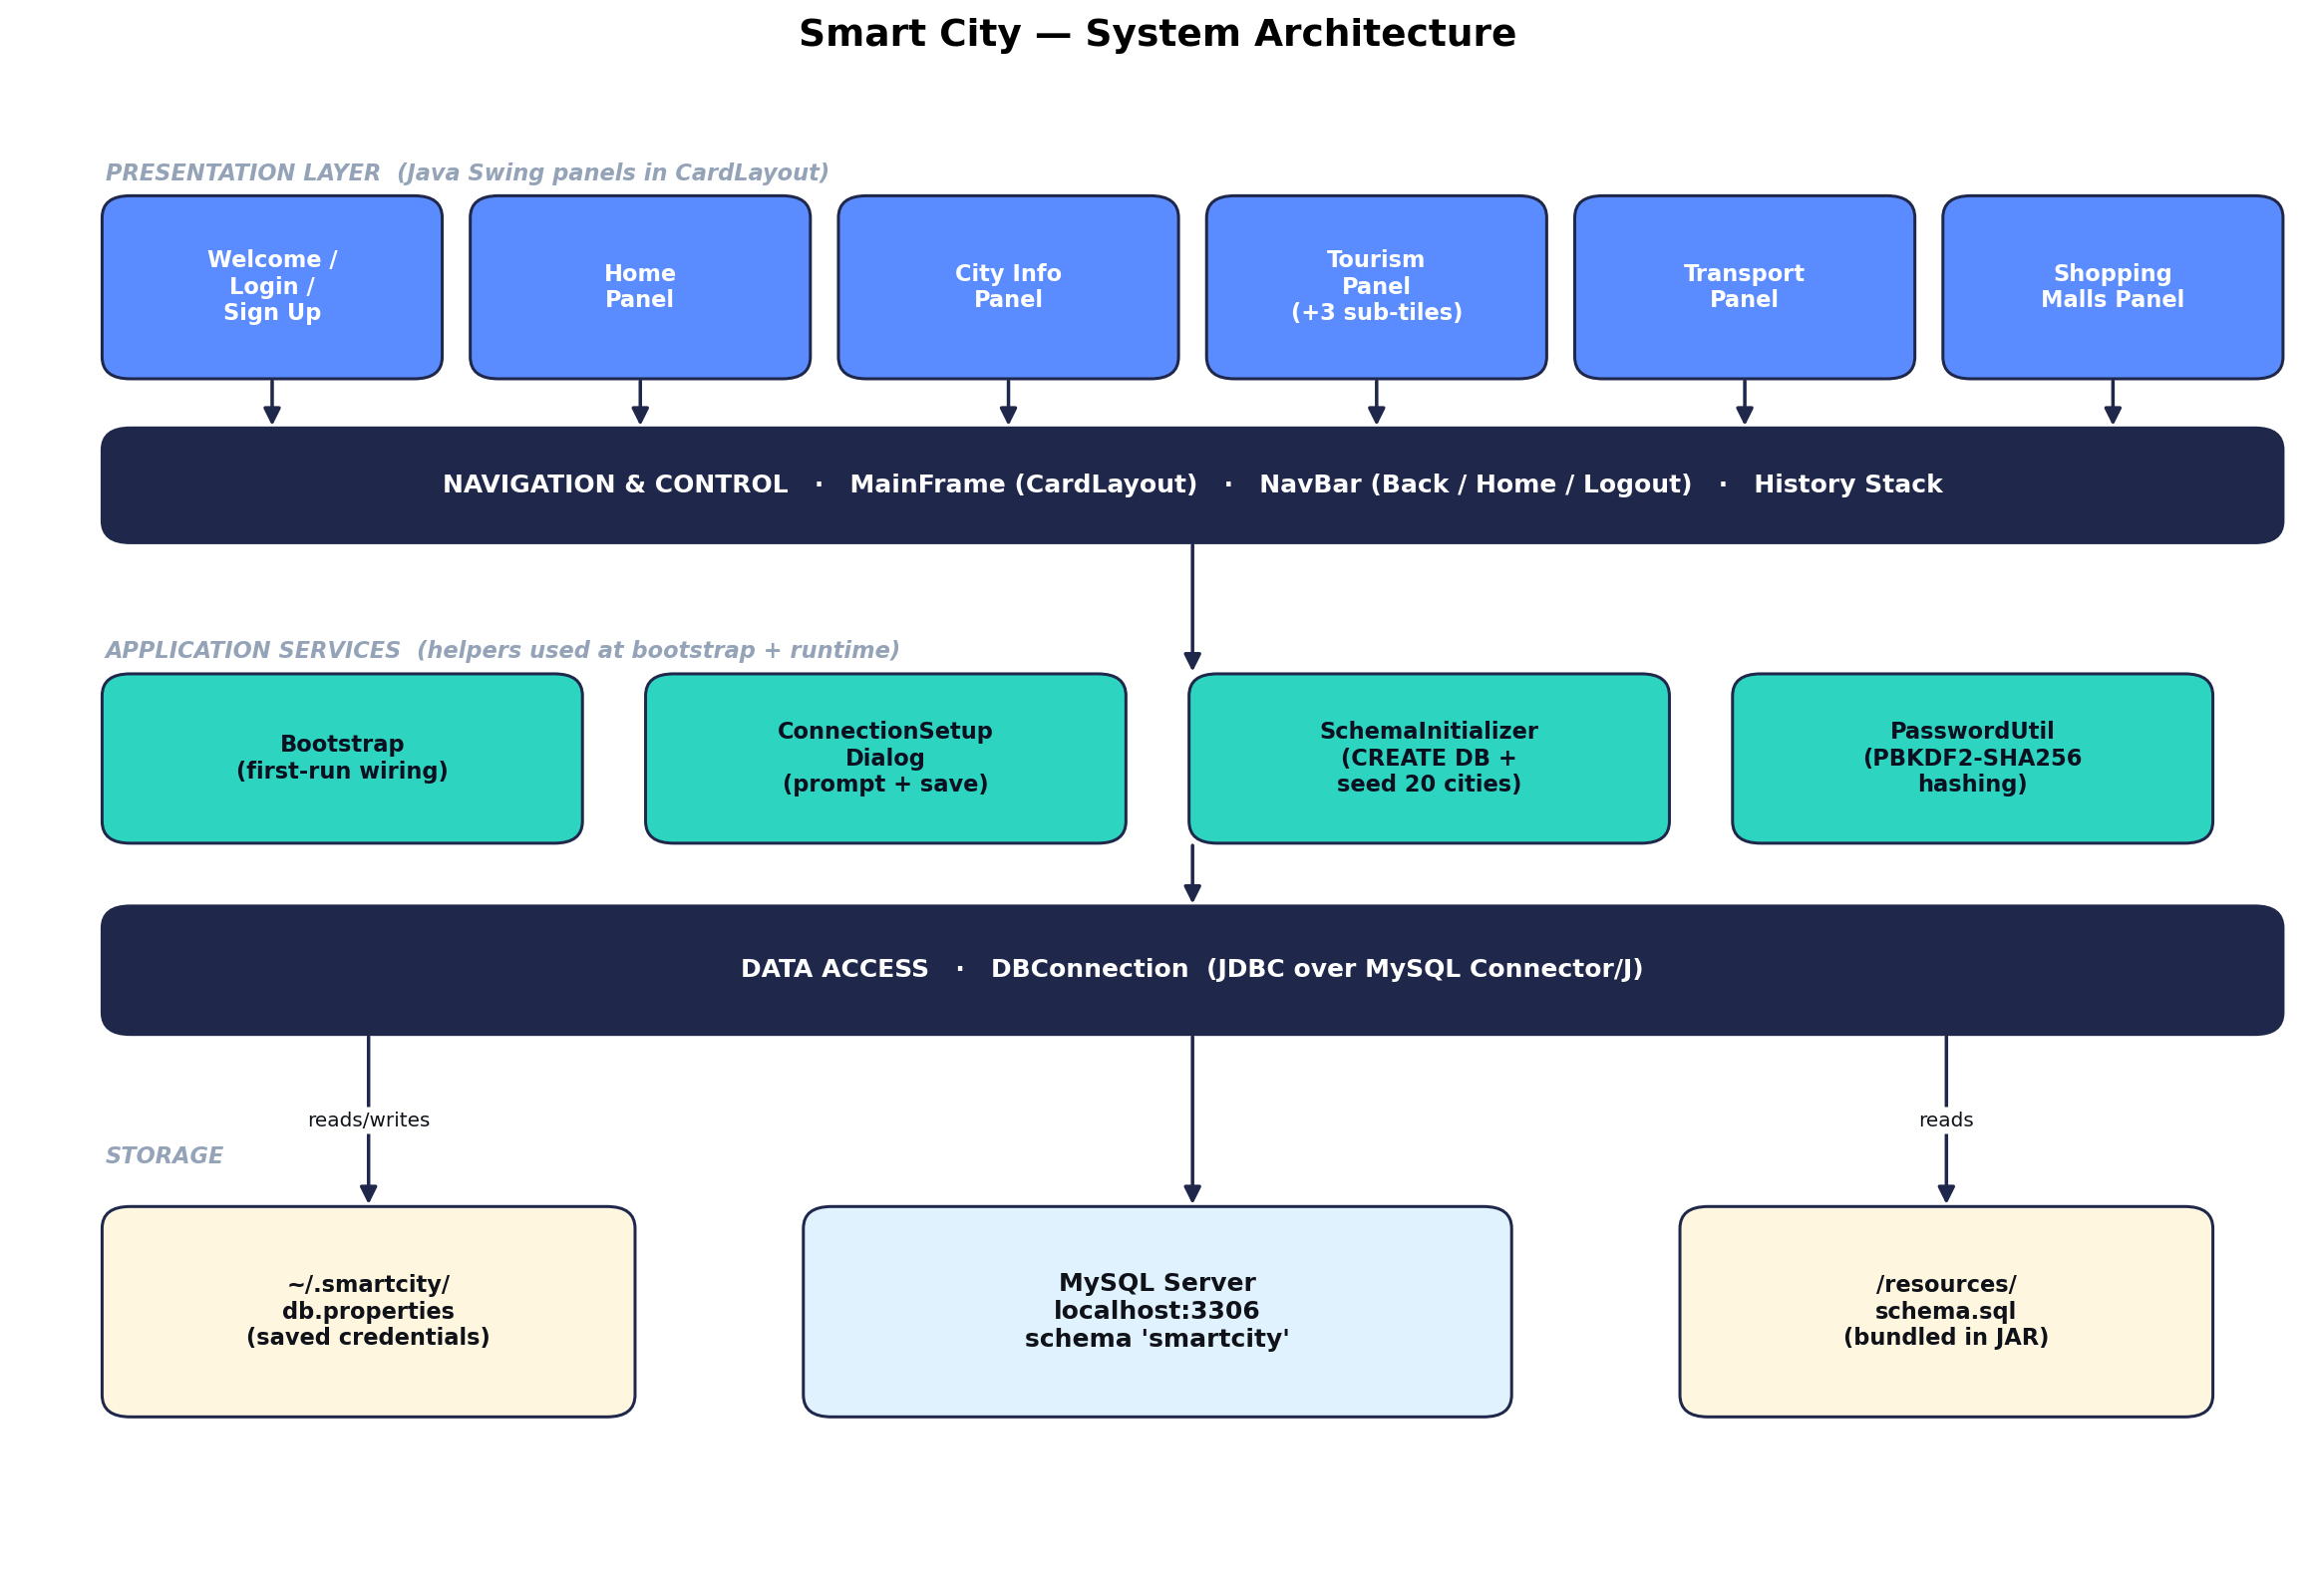 Smart City — System Architecture
PRESENTATION LAYER  (Java Swing panels in CardLayout)
Welcome /
Login /
Sign Up
Home
Panel
City Info
Panel
Tourism
Panel
(+3 sub-tiles)
Transport
Panel
Shopping
Malls Panel
NAVIGATION & CONTROL   ·   MainFrame (CardLayout)   ·   NavBar (Back / Home / Logout)   ·   History Stack
APPLICATION SERVICES  (helpers used at bootstrap + runtime)
Bootstrap
(first-run wiring)
ConnectionSetup
Dialog
(prompt + save)
SchemaInitializer
(CREATE DB +
seed 20 cities)
PasswordUtil
(PBKDF2-SHA256
hashing)
DATA ACCESS   ·   DBConnection  (JDBC over MySQL Connector/J)
reads/writes
reads
STORAGE
~/.smartcity/
db.properties
(saved credentials)
MySQL Server
localhost:3306
schema 'smartcity'
/resources/
schema.sql
(bundled in JAR)